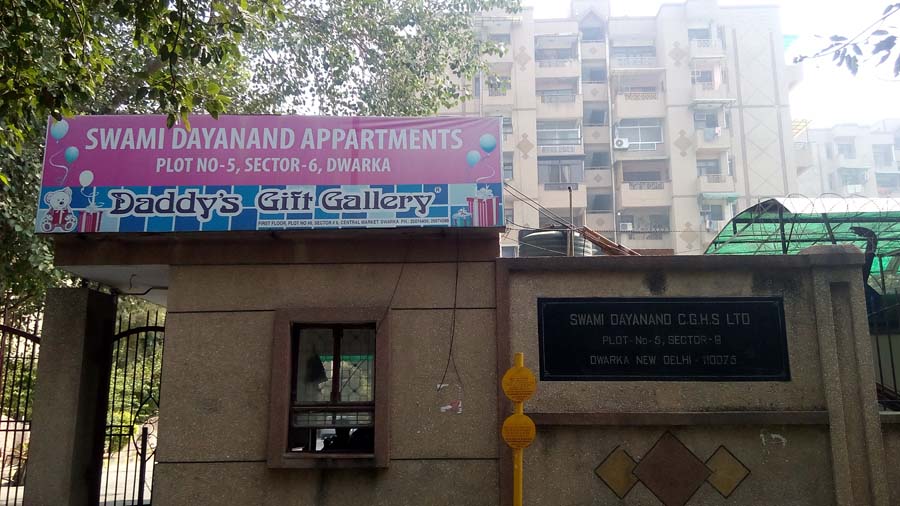 SWAMI DAYANAND APPARTMENTS
PLOT NO-5, SECTOR-6, DWARKA
Daddy's Gift Gallery®
SWAMI DAYANAND C.G.H.S LTD
PLOT-No-5, SECTOR-6
DWARKA NEW DELHI - 110075